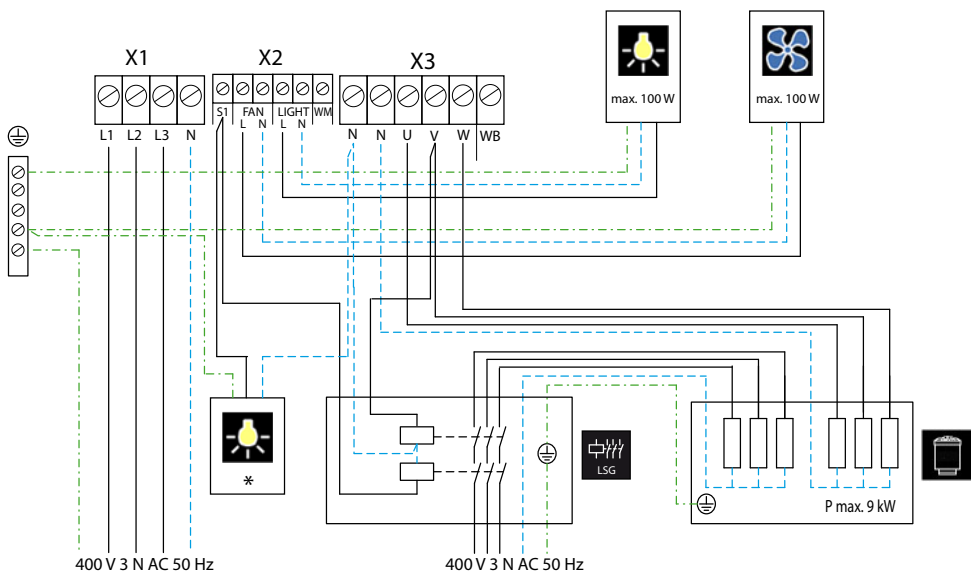 X1 X2 X3
max. 100 W max. 100 W
S1 FAN LIGHT WM
L1 L2 L3 N L N L N N N U V W WB
*
LSG
P max. 9 kW
400 V 3 N AC 50 Hz 400 V 3 N AC 50 Hz